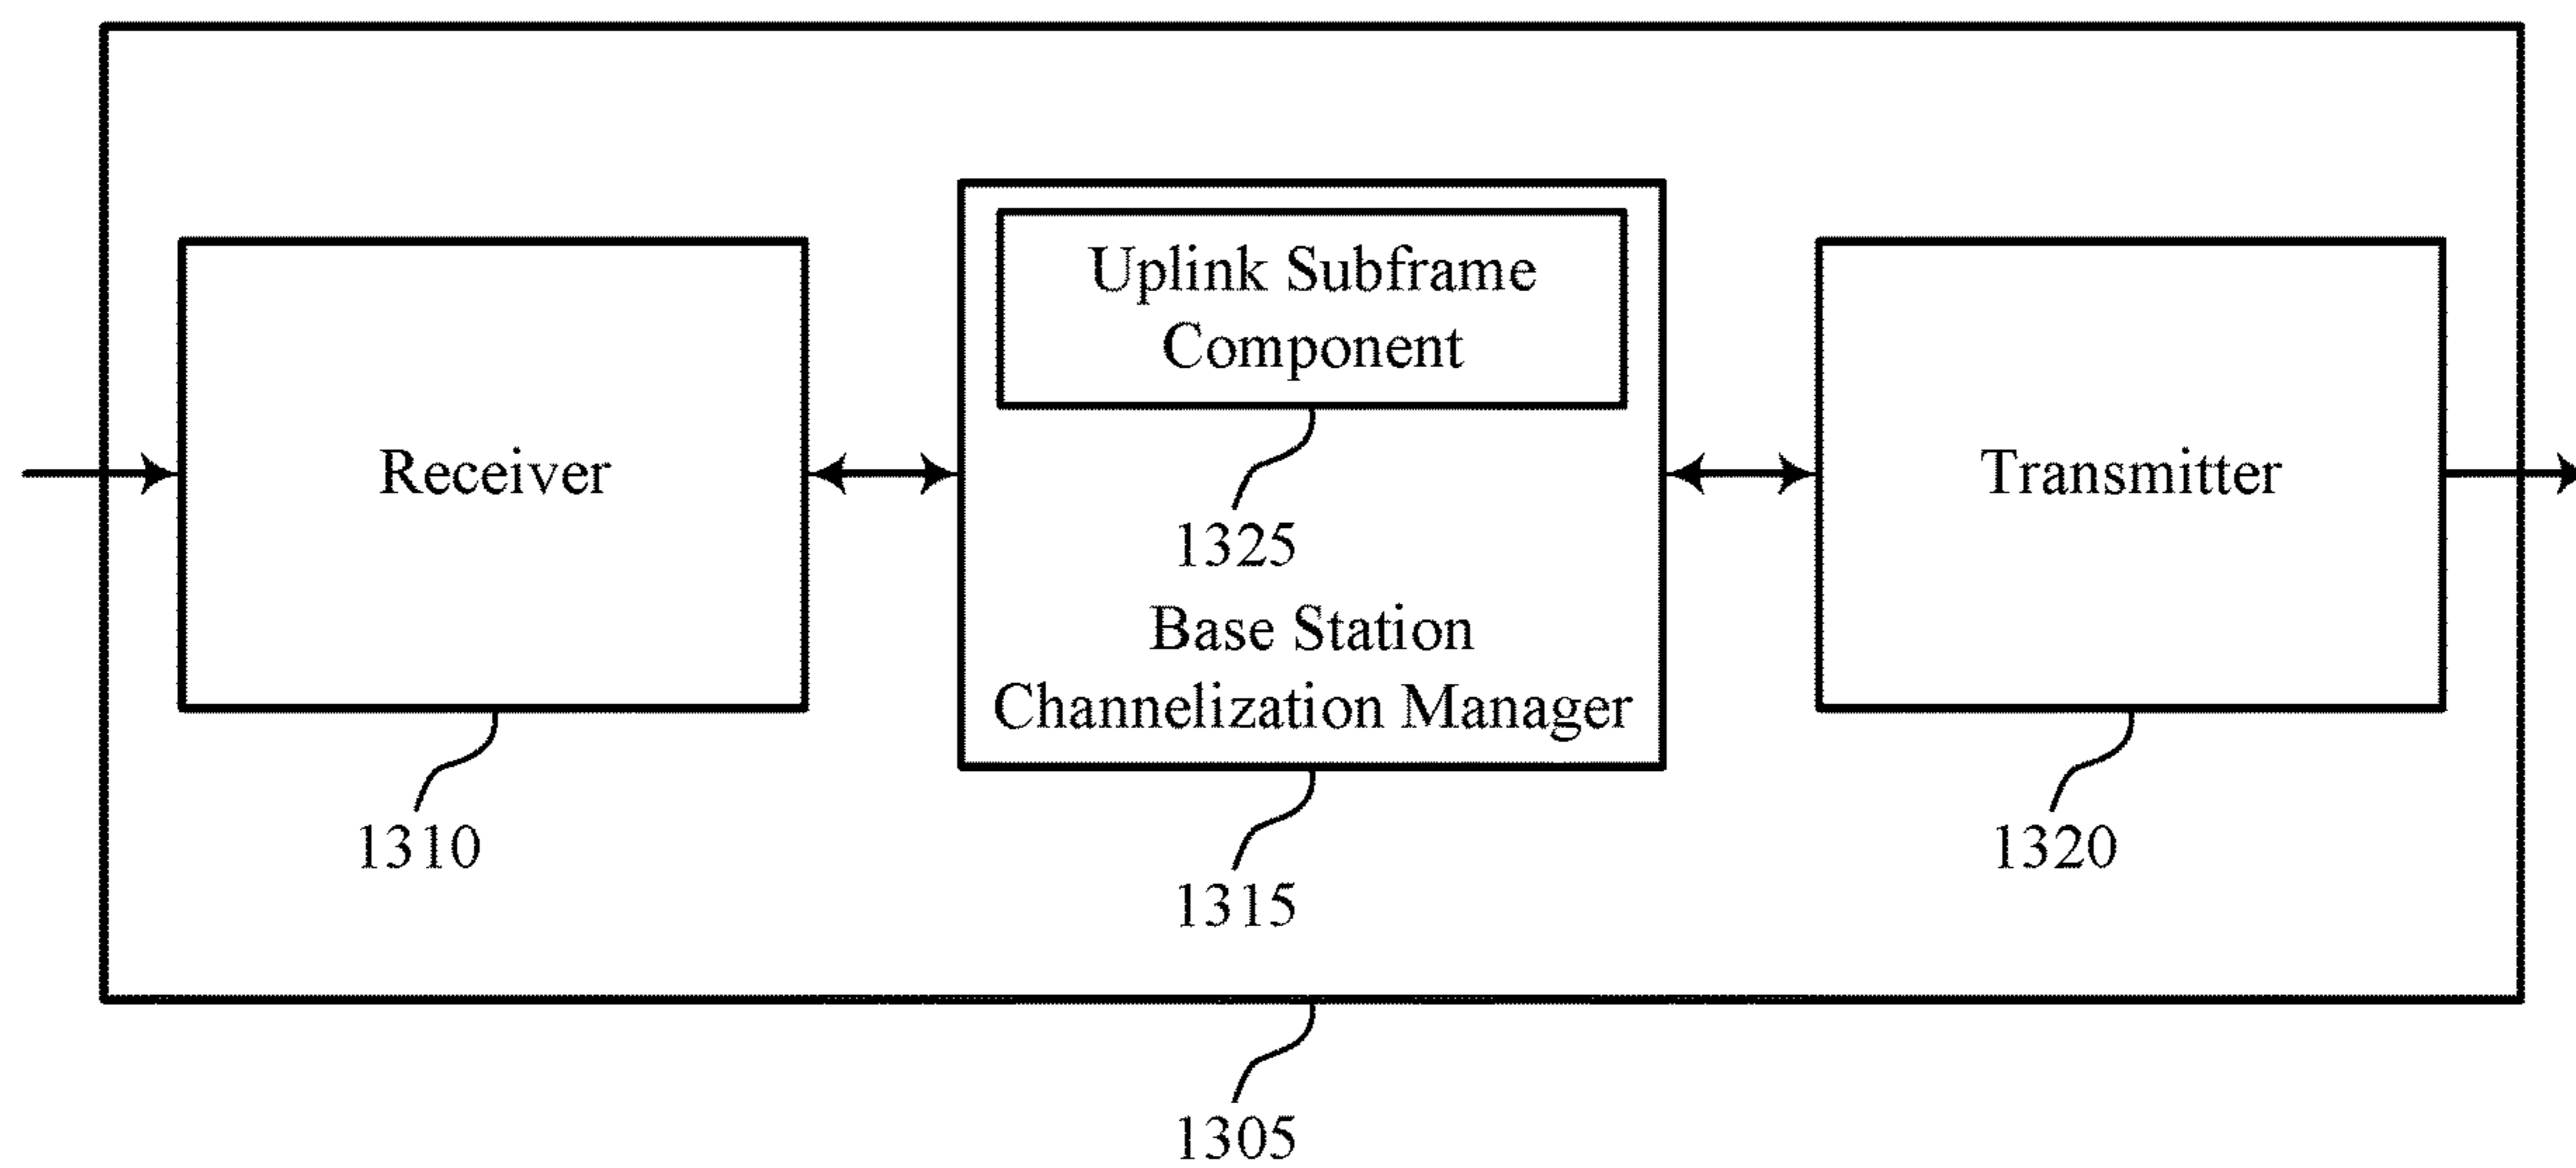 Uplink Subframe
Component
Receiver
Transmitter
1325
Base Station
Channelization Manager
1310
1320
1315
1305